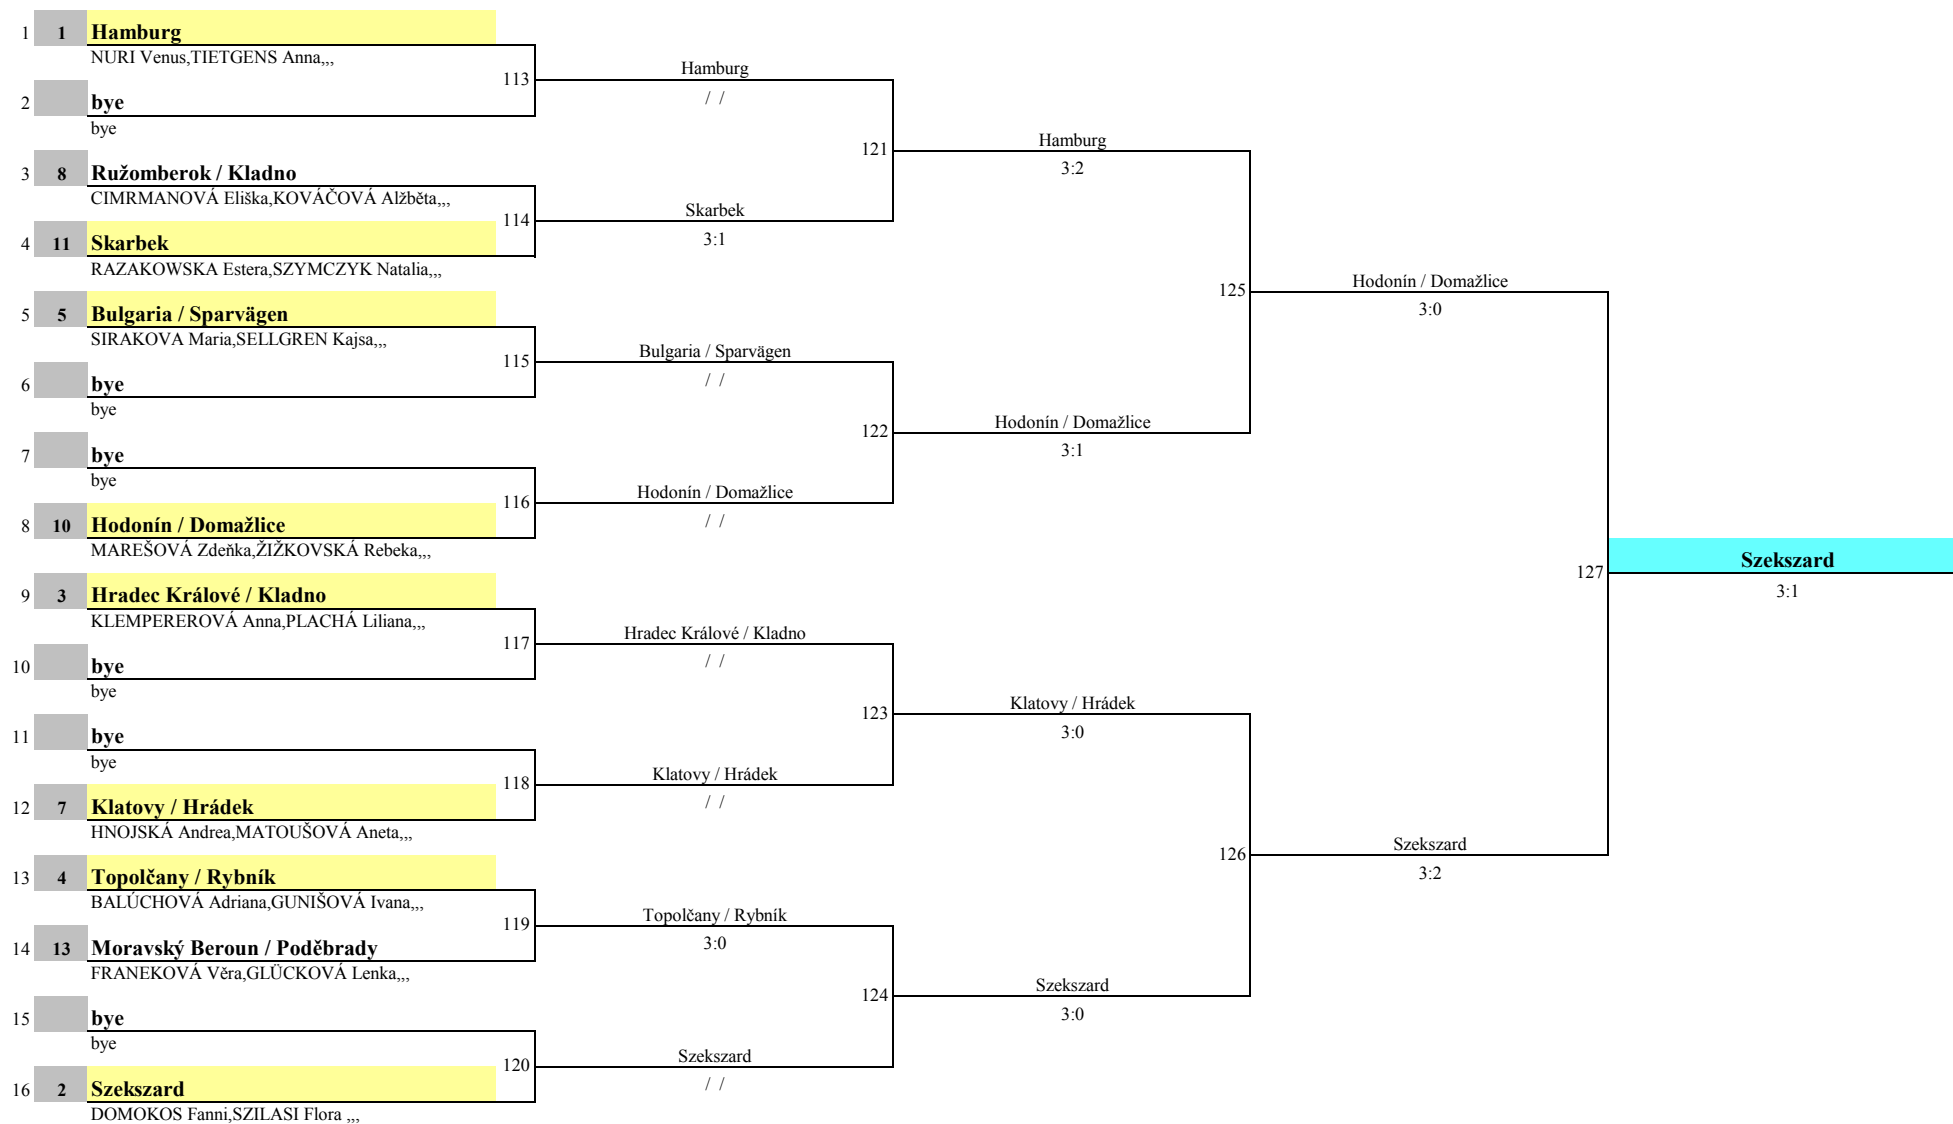 1 1 Hamburg
NURI Venus,TIETGENS Anna,,,
2 bye
bye
3 8 Ružomberok / Kladno
CIMRMANOVÁ Eliška,KOVÁČOVÁ Alžběta,,,
4 11 Skarbek
RAZAKOWSKA Estera,SZYMCZYK Natalia,,,
5 5 Bulgaria / Sparvägen
SIRAKOVA Maria,SELLGREN Kajsa,,,
6 bye
bye
7 bye
bye
8 10 Hodonín / Domažlice
MAREŠOVÁ Zdeňka,ŽIŽKOVSKÁ Rebeka,,,
9 3 Hradec Králové / Kladno
KLEMPEREROVÁ Anna,PLACHÁ Liliana,,,
10 bye
bye
11 bye
bye
12 7 Klatovy / Hrádek
HNOJSKÁ Andrea,MATOUŠOVÁ Aneta,,,
13 4 Topolčany / Rybník
BALÚCHOVÁ Adriana,GUNIŠOVÁ Ivana,,,
14 13 Moravský Beroun / Poděbrady
FRANEKOVÁ Věra,GLÜCKOVÁ Lenka,,,
15 bye
bye
16 2 Szekszard
DOMOKOS Fanni,SZILASI Flora ,,,
113
Hamburg
/ /
114
Skarbek
3:1
115
Bulgaria / Sparvägen
/ /
116
Hodonín / Domažlice
/ /
117
Hradec Králové / Kladno
/ /
118
Klatovy / Hrádek
/ /
119
Topolčany / Rybník
3:0
120
Szekszard
/ /
121
Hamburg
3:2
122
Hodonín / Domažlice
3:1
123
Klatovy / Hrádek
3:0
124
Szekszard
3:0
125
Hodonín / Domažlice
3:0
126
Szekszard
3:2
127
Szekszard
3:1